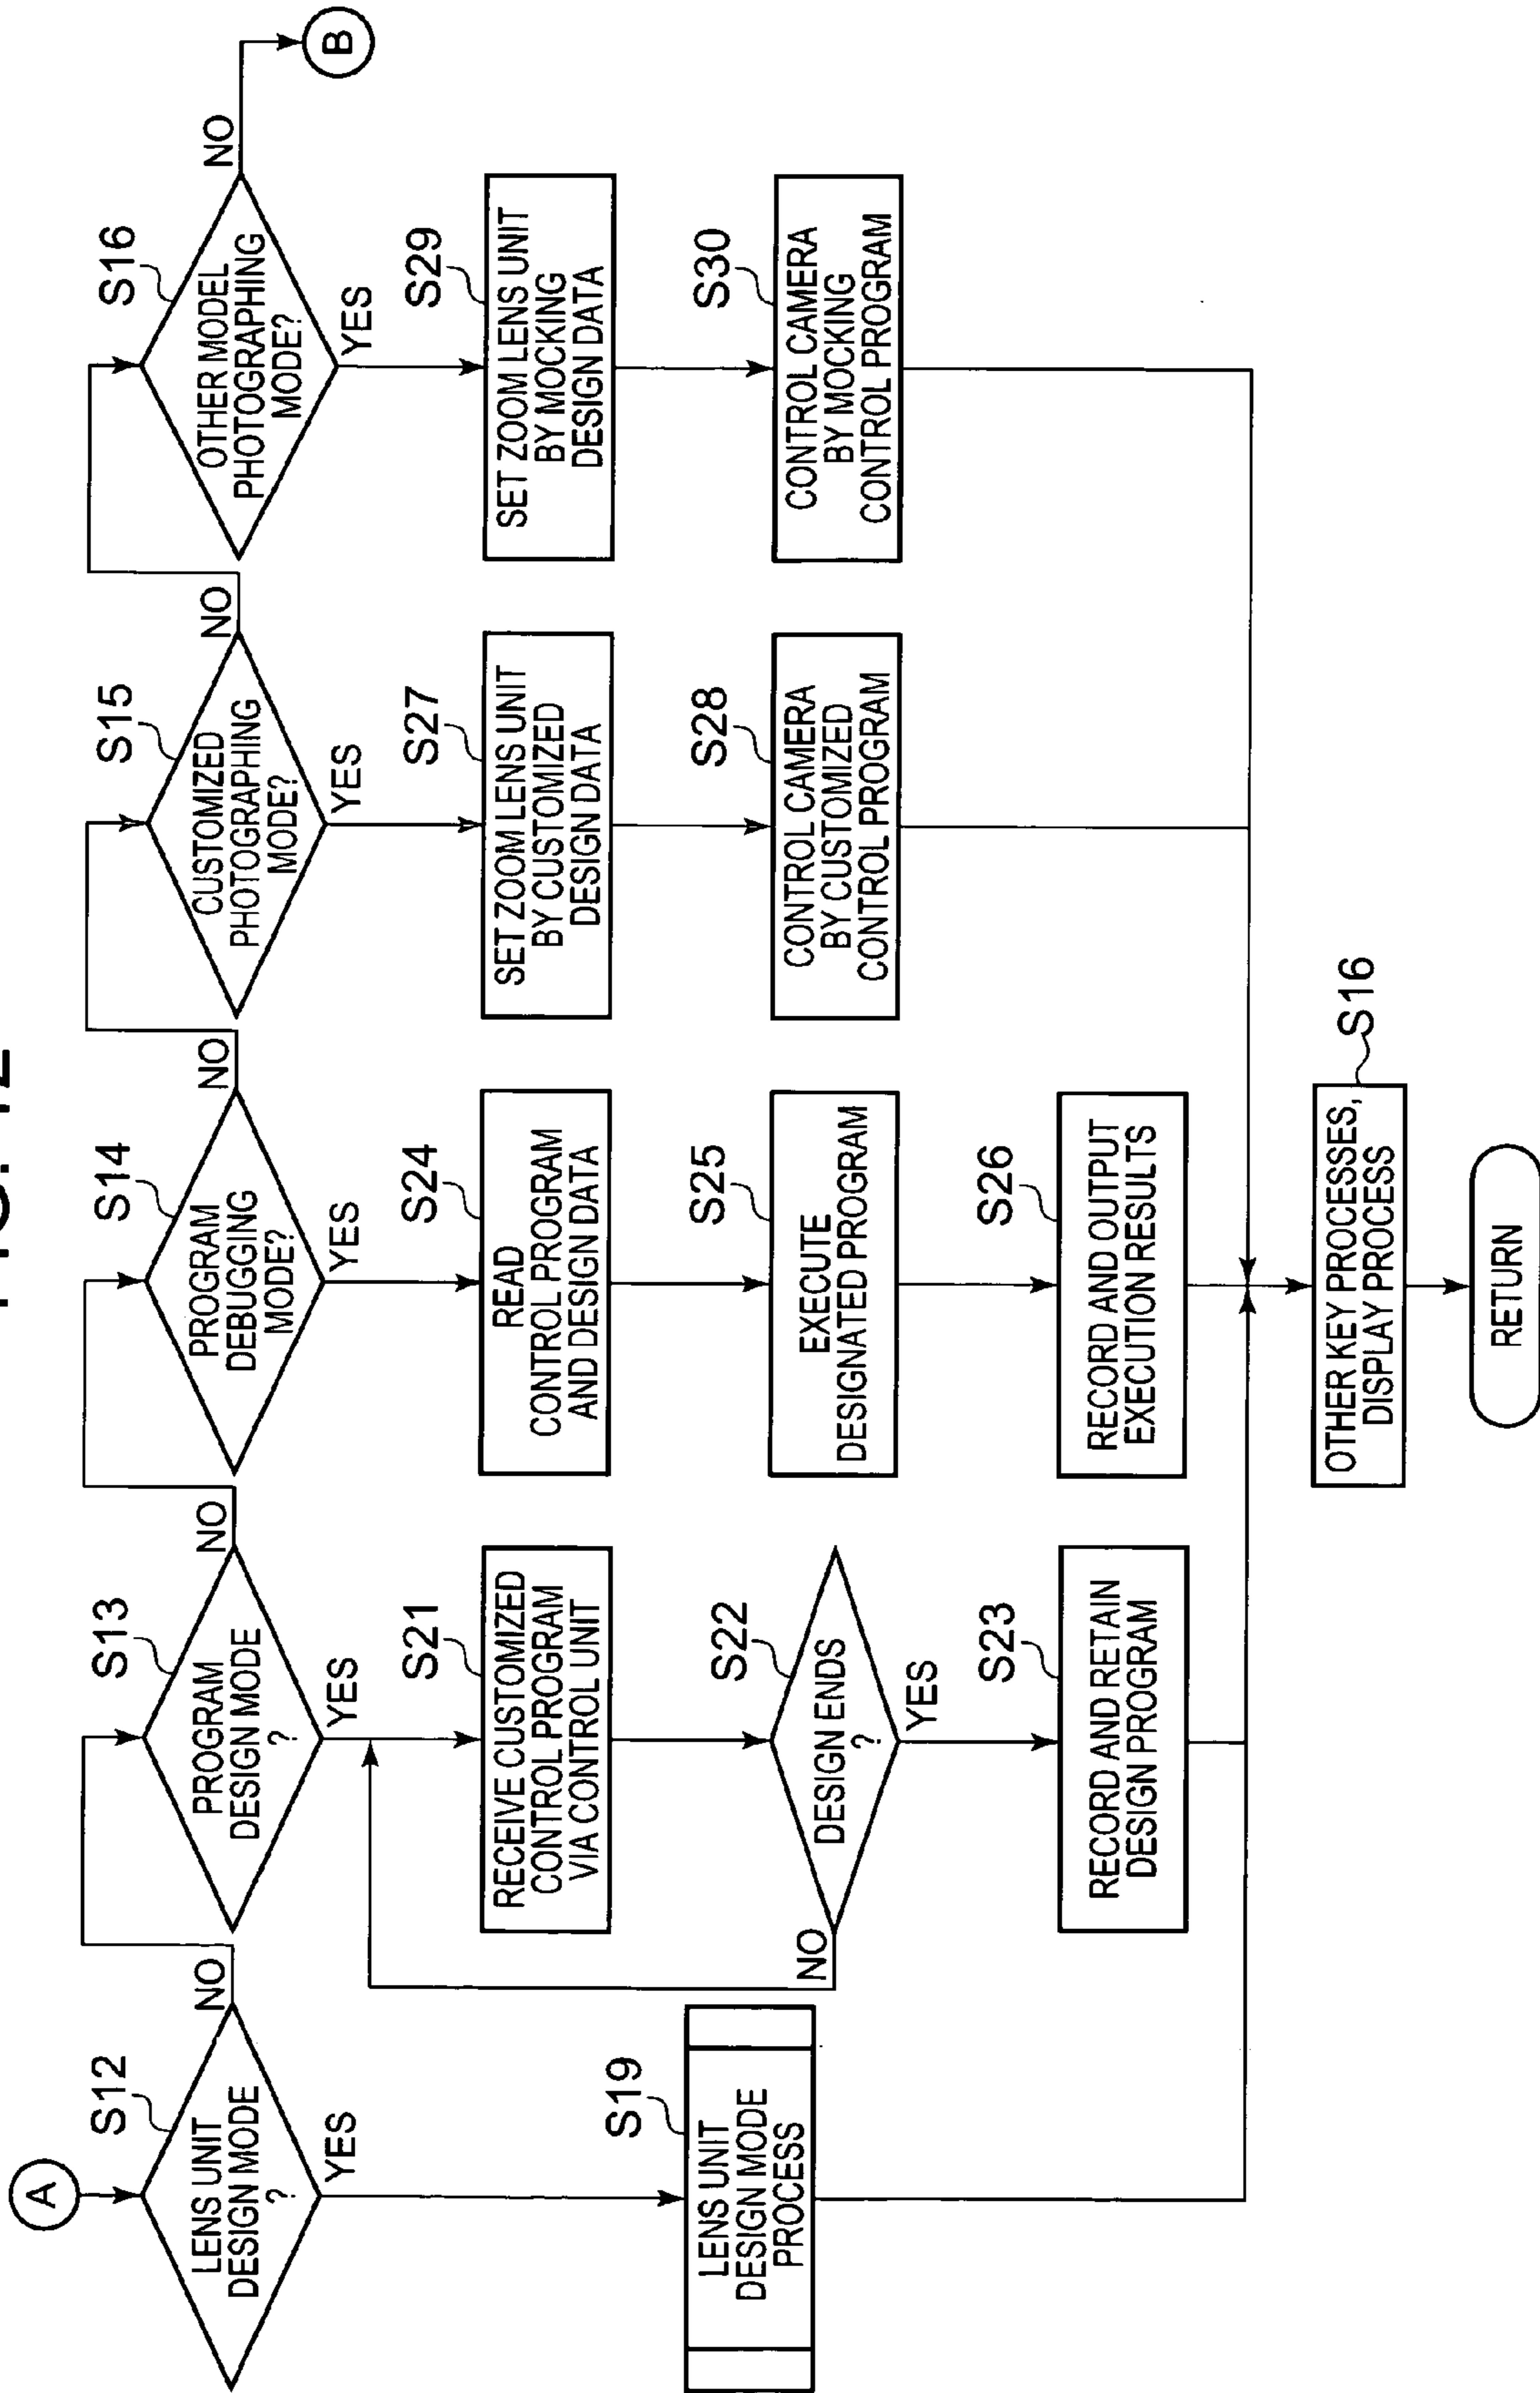 A
S12
LENS UNIT
DESIGN MODE
?
NO
YES
S19
LENS UNIT
DESIGN MODE
PROCESS
S13
PROGRAM
DESIGN MODE
?
NO
YES
S21
RECEIVE CUSTOMIZED
CONTROL PROGRAM
VIA CONTROL UNIT
S22
DESIGN ENDS
?
NO
YES
S23
RECORD AND RETAIN
DESIGN PROGRAM
S14
PROGRAM
DEBUGGING
MODE?
NO
YES
S24
READ
CONTROL PROGRAM
AND DESIGN DATA
S25
EXECUTE
DESIGNATED PROGRAM
S26
RECORD AND OUTPUT
EXECUTION RESULTS
S15
CUSTOMIZED
PHOTOGRAPHING
MODE?
NO
YES
S27
SET ZOOM LENS UNIT
BY CUSTOMIZED
DESIGN DATA
S28
CONTROL CAMERA
BY CUSTOMIZED
CONTROL PROGRAM
S16
OTHER MODEL
PHOTOGRAPHING
MODE?
NO
B
YES
S29
SET ZOOM LENS UNIT
BY MOCKING
DESIGN DATA
S30
CONTROL CAMERA
BY MOCKING
CONTROL PROGRAM
S16
OTHER KEY PROCESSES,
DISPLAY PROCESS
RETURN